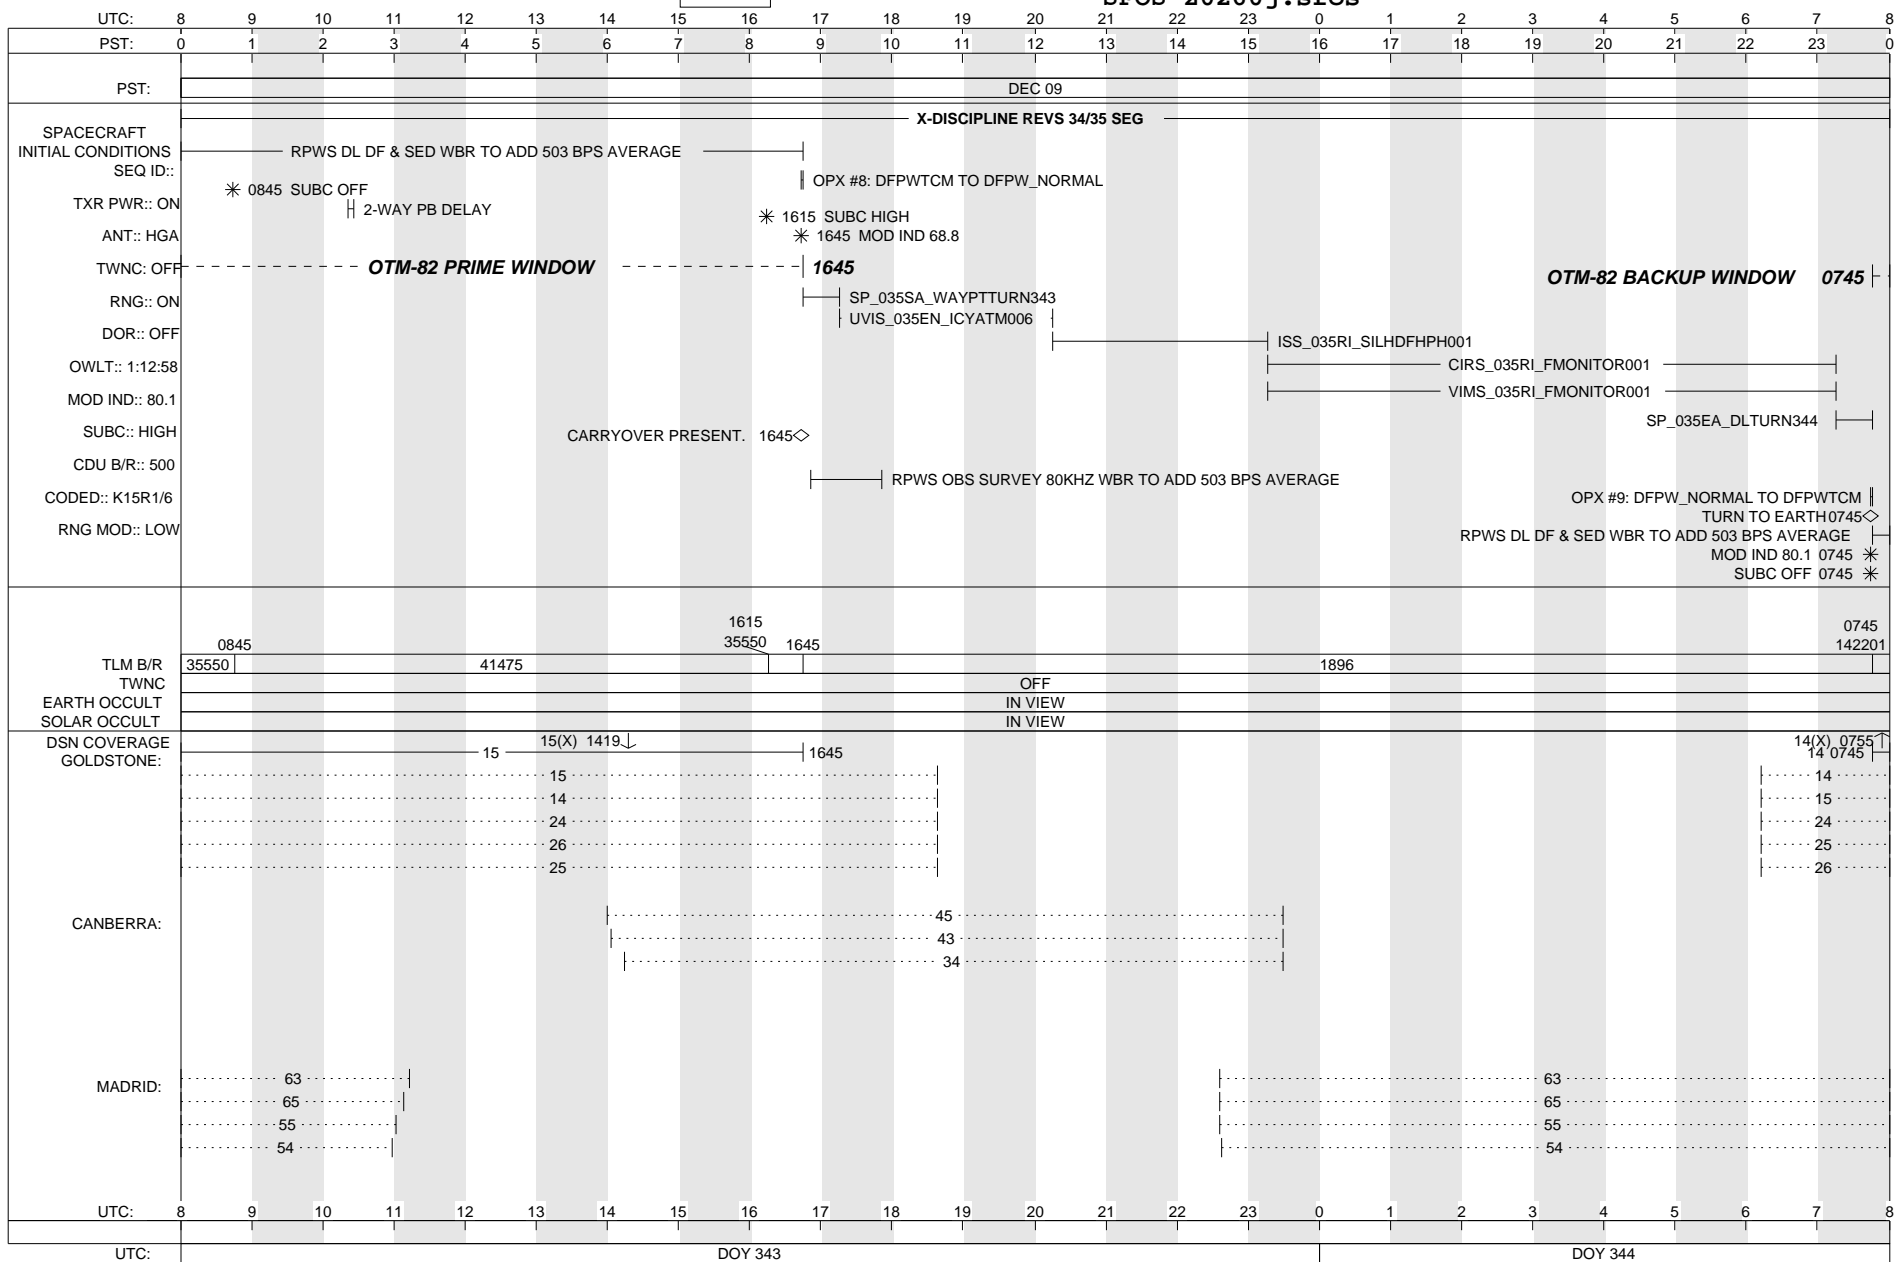 UTC: 8 9 10 11 12 13 14 15 16 17 18 19 20 21 22 23 0 1 2 3 4 5 6 7 8
PST: 0 1 2 3 4 5 6 7 8 9 10 11 12 13 14 15 16 17 18 19 20 21 22 23 0
PST: DEC 09
X-DISCIPLINE REVS 34/35 SEG
SPACECRAFT
INITIAL CONDITIONS
RPWS DL DF & SED WBR TO ADD 503 BPS AVERAGE
SEQ ID::
OPX #8: DFPWTCM TO DFPW_NORMAL
0845 SUBC OFF
TXR PWR:: ON
2-WAY PB DELAY
1615 SUBC HIGH
ANT:: HGA
1645 MOD IND 68.8
TWNC: OFF
OTM-82 PRIME WINDOW 1645
OTM-82 BACKUP WINDOW 0745
RNG:: ON
SP_035SA_WAYPTTURN343
UVIS_035EN_ICYATM006
DOR:: OFF
ISS_035RI_SILHDFHPH001
OWLT:: 1:12:58
CIRS_035RI_FMONITOR001
MOD IND:: 80.1
VIMS_035RI_FMONITOR001
SP_035EA_DLTURN344
SUBC:: HIGH
CARRYOVER PRESENT. 1645
CDU B/R:: 500
RPWS OBS SURVEY 80KHZ WBR TO ADD 503 BPS AVERAGE
CODED:: K15R1/6
OPX #9: DFPW_NORMAL TO DFPWTCM
TURN TO EARTH 0745
RNG MOD:: LOW
RPWS DL DF & SED WBR TO ADD 503 BPS AVERAGE
MOD IND 80.1 0745
SUBC OFF 0745
1615
0745
0845
35550 1645
142201
TLM B/R 35550 41475 1896
TWNC OFF
EARTH OCCULT IN VIEW
SOLAR OCCULT IN VIEW
DSN COVERAGE
15(X) 1419
14(X) 0755
GOLDSTONE:
15 1645
14 0745
15 14
14 15
24 24
26 25
25 26
CANBERRA:
45
43
34
MADRID:
63 63
65 65
55 55
54 54
UTC: 8 9 10 11 12 13 14 15 16 17 18 19 20 21 22 23 0 1 2 3 4 5 6 7 8
UTC: DOY 343 DOY 344